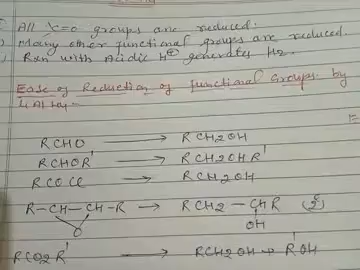 All >C=O groups are reduced.
Many other functional groups are reduced.
Rxn with Acidic H⊕ generates H2.
Ease of Reduction of functional Groups by
LiAlH4:-
RCHO → RCH2OH
RCHOR' → RCH2OHR'
RCOCl → RCH2OH
R-CH-CH-R → RCH2-CHR (2°)
O OH
RCO2R' → RCH2OH + R'OH